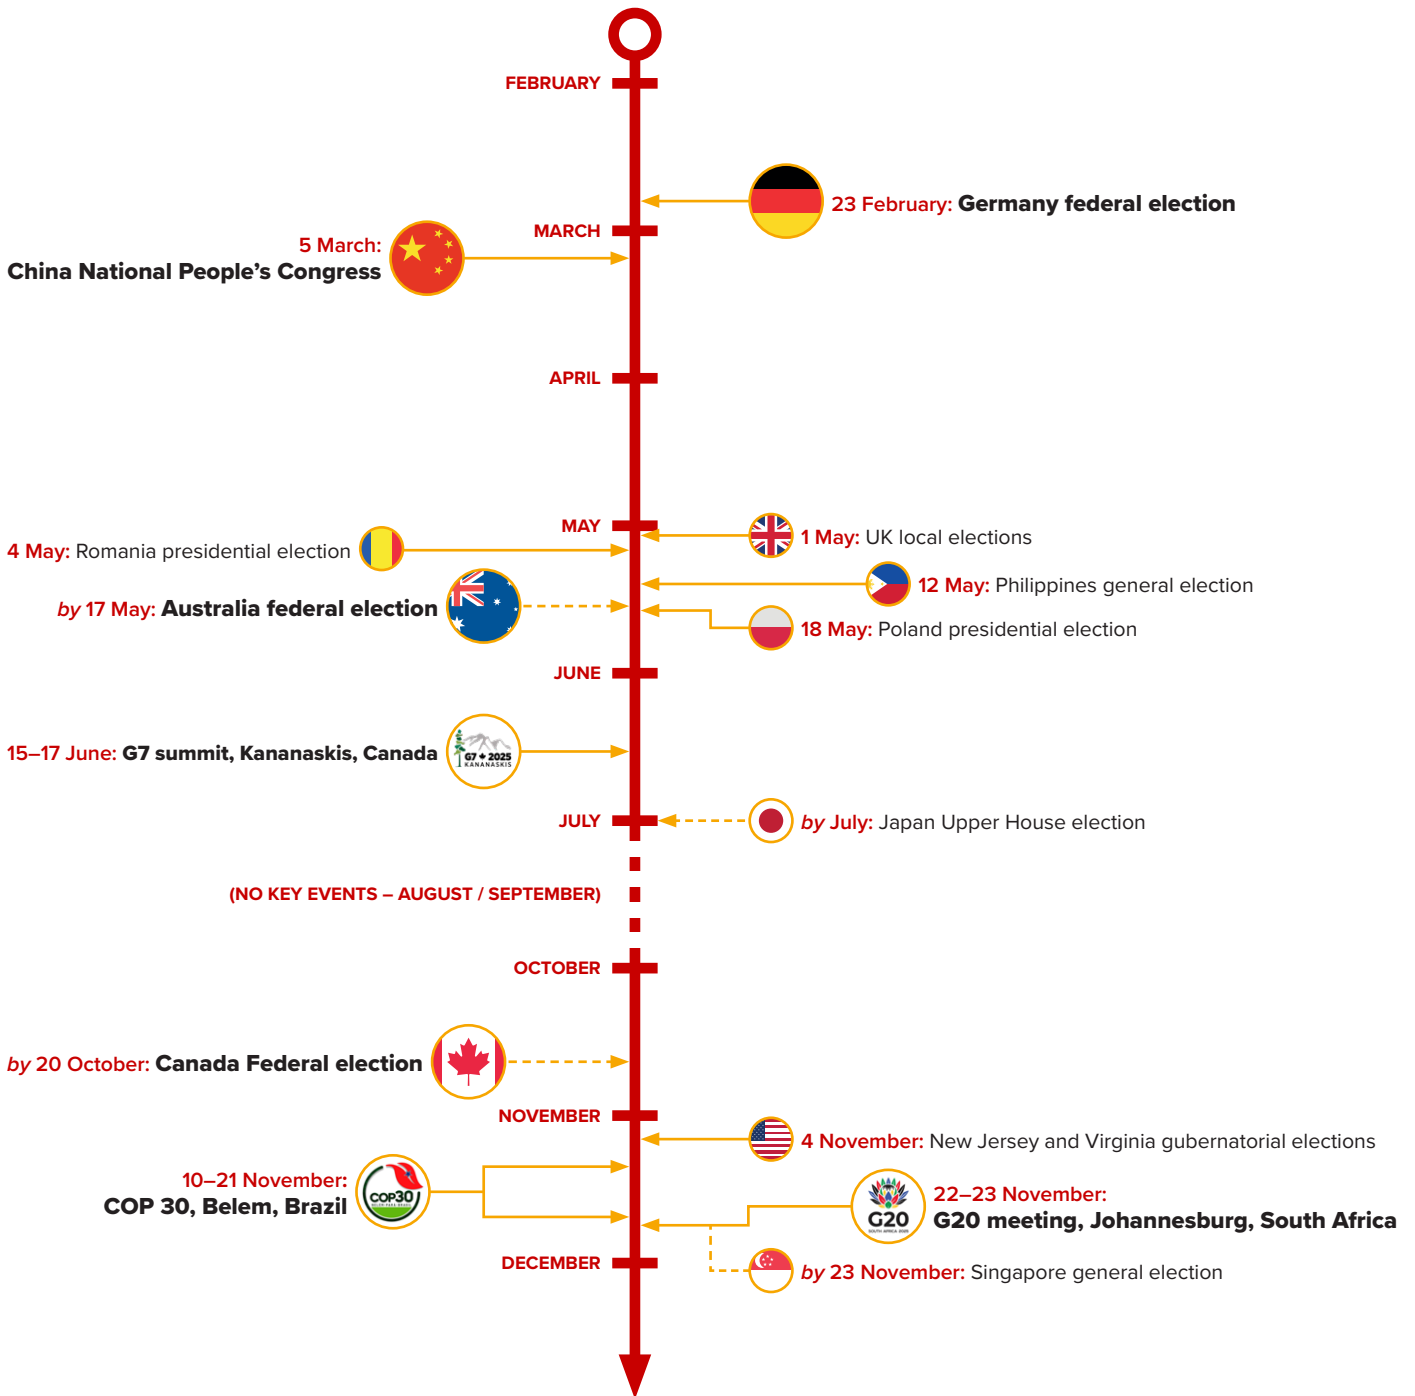 FEBRUARY
23 February: Germany federal election
MARCH
5 March:
China National People’s Congress
APRIL
MAY
1 May: UK local elections
4 May: Romania presidential election
12 May: Philippines general election
by 17 May: Australia federal election
18 May: Poland presidential election
JUNE
15–17 June: G7 summit, Kananaskis, Canada
G7 2025
KANANASKIS
JULY
by July: Japan Upper House election
(NO KEY EVENTS – AUGUST / SEPTEMBER)
OCTOBER
by 20 October: Canada Federal election
NOVEMBER
4 November: New Jersey and Virginia gubernatorial elections
10–21 November:
COP 30, Belem, Brazil
COP30
22–23 November:
G20 meeting, Johannesburg, South Africa
G20
SOUTH AFRICA 2025
DECEMBER
by 23 November: Singapore general election